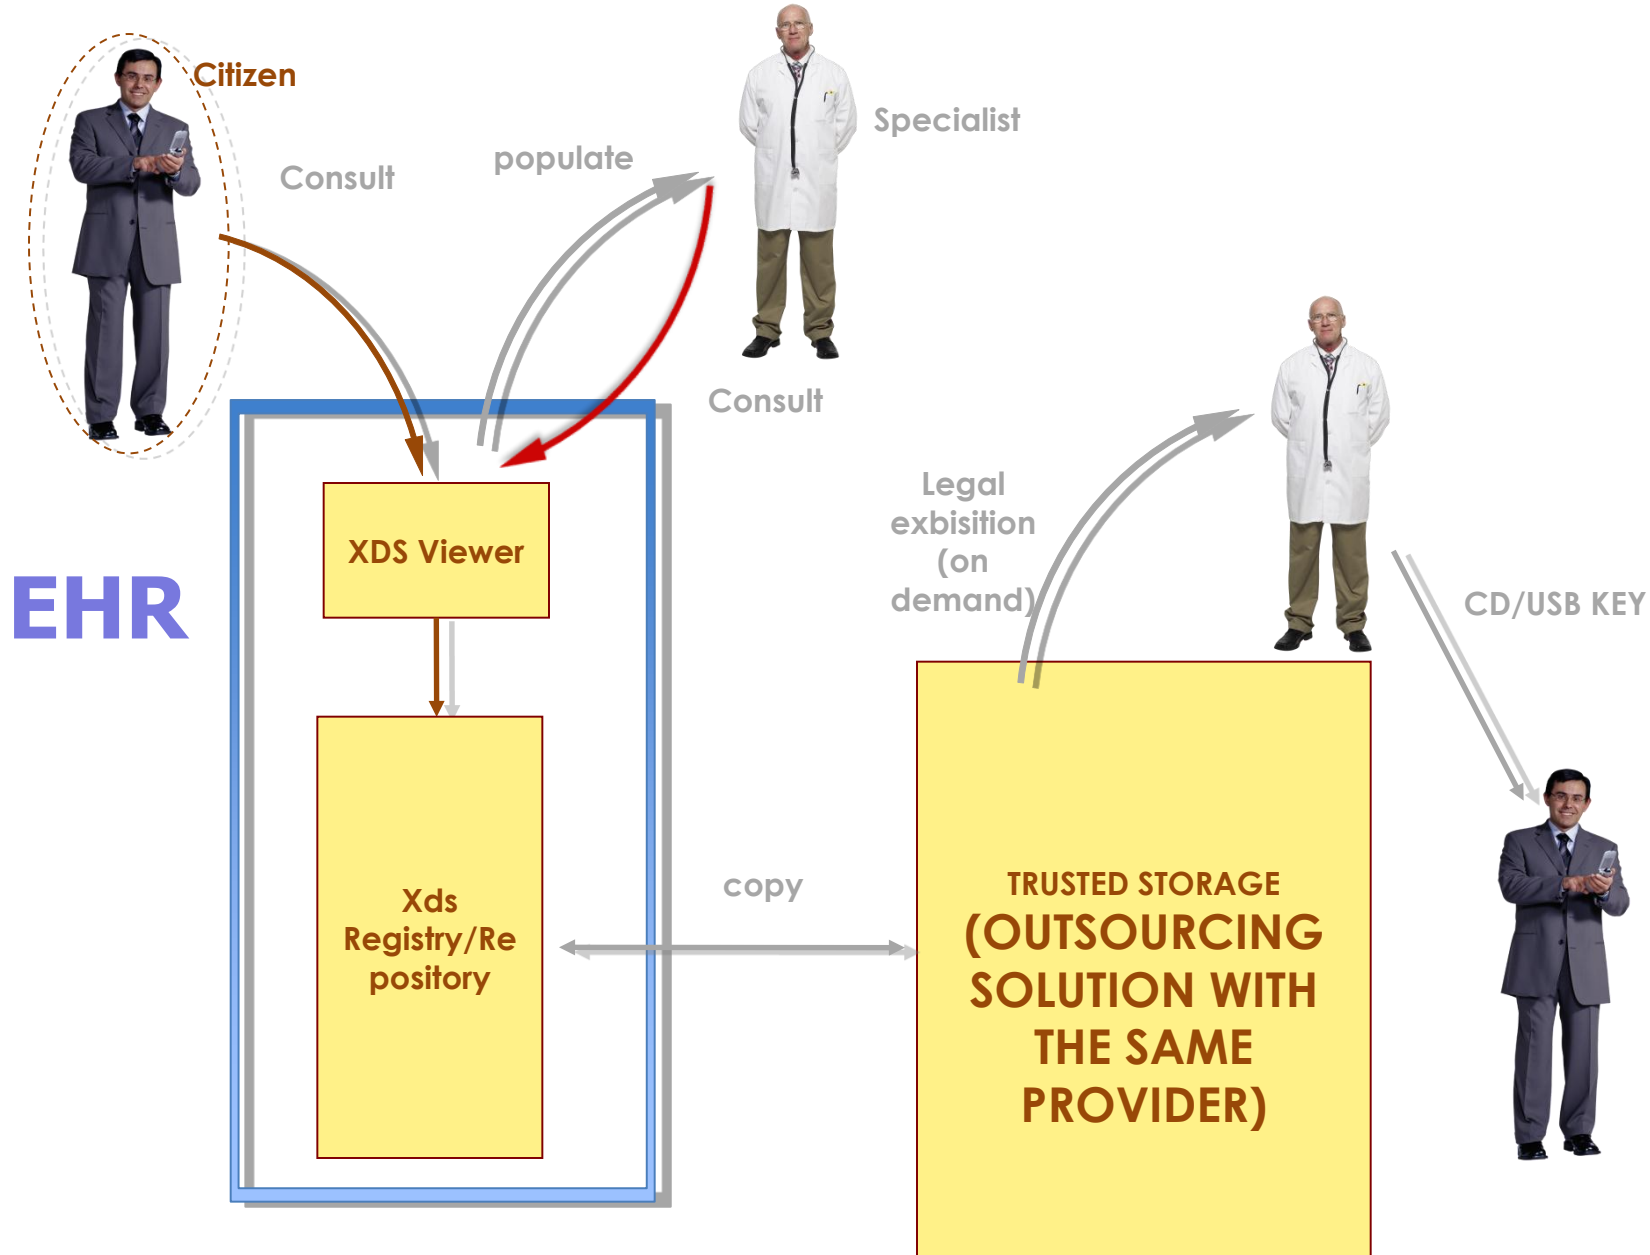 Citizen
Specialist
populate
Consult
Consult
Legal
exbisition
(on
demand)
XDS Viewer
EHR
CD/USB KEY
copy
Xds
Registry/Re
pository
TRUSTED STORAGE
(OUTSOURCING
SOLUTION WITH
THE SAME
PROVIDER)